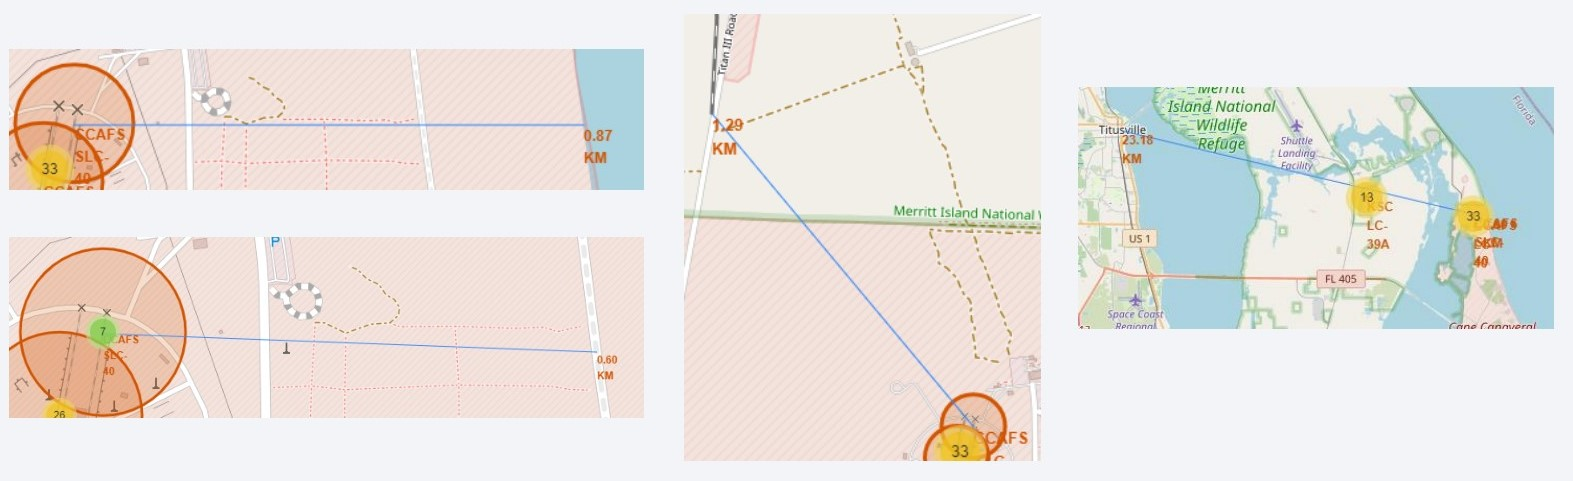 CCAFS
SLC-
40
33
0.87
KM
P
7
CAFS
SLC-
40
26
0.60
KM
Titan III Road
1.29
KM
Merritt Island National W
33
CCAFS
Merritt
Island National
Wildlife
Refuge
Titusville
23.18
KM
Shuttle
Landing
Facility
Florida
13
KSC
LC-
39A
33
40
US 1
FL 405
Space Coast
Regional
Cape Canaveral